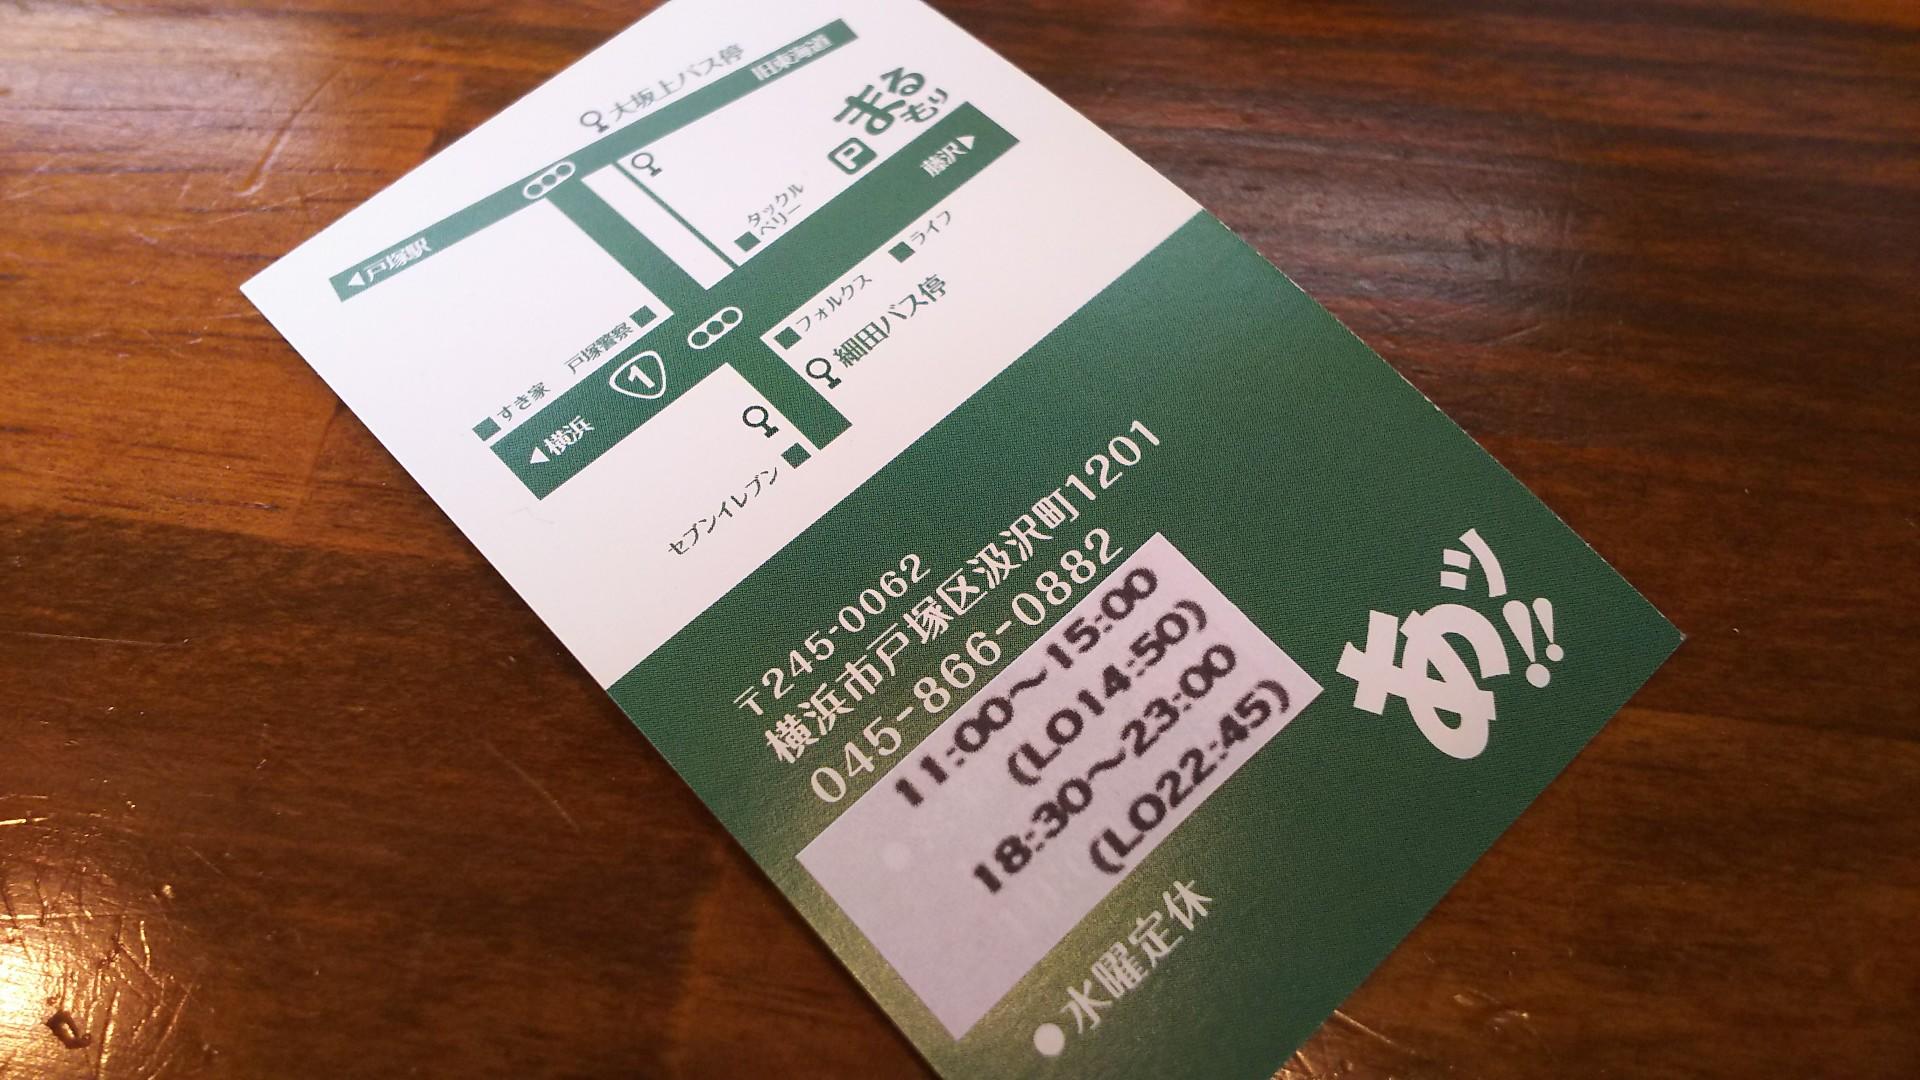 大坂上バス停
旧東海道
まる
もり
P
藤沢▶
◀戸塚駅
タックル
ベリー
ライフ
フォルクス
細田バス停
戸塚警察
1
すき家
◀横浜
セブンイレブン
〒245-0062
横浜市戸塚区汲沢町1201
045-866-0882
11:00～15:00
(LO14:50)
18:30～23:00
(LO22:45)
●水曜定休
あッ!!